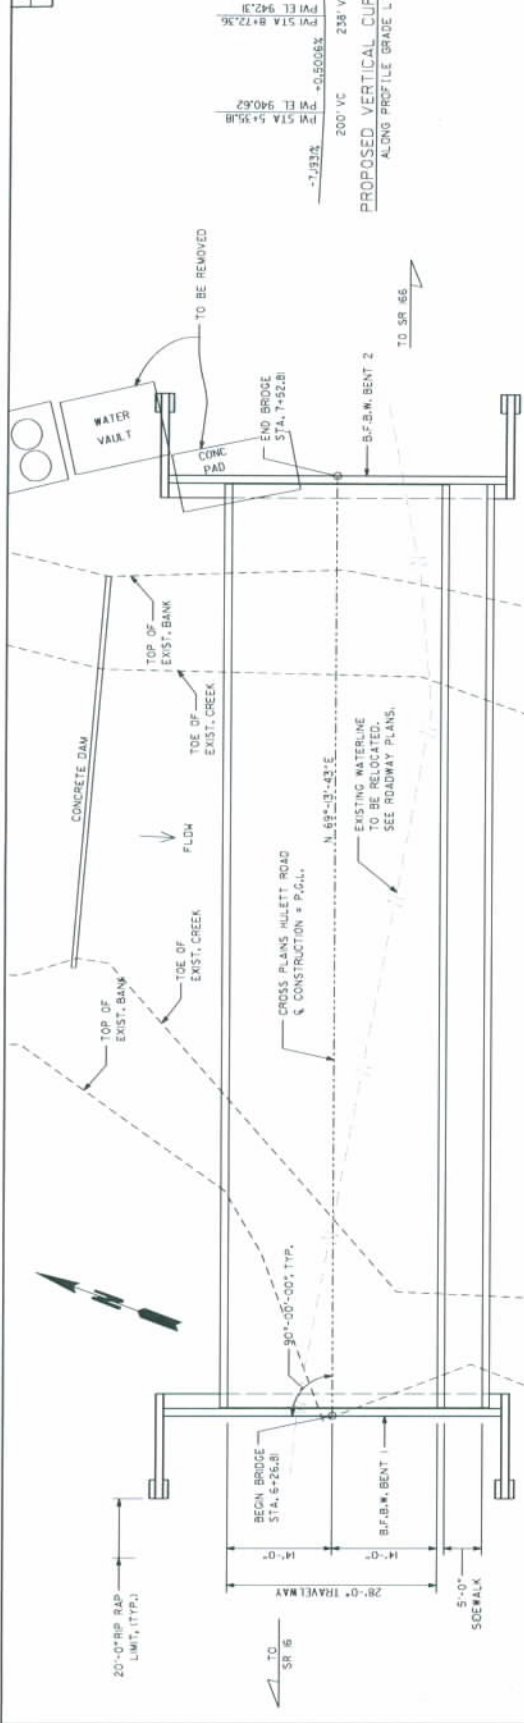 20'-0" RIP RAP
LIMIT, (TYP.)
TO
SR 16
28'-0" TRAVELWAY
14'-0"
14'-0"
5'-0"
SIDEWALK
BEGIN BRIDGE
STA. 6+26.81
B.F.B.W. BENT 1
90°-00'-00", TYP.
TOP OF
EXIST. BANK
TOE OF
EXIST. CREEK
CONCRETE DAM
FLOW
CROSS PLAINS HULETT ROAD
℄ CONSTRUCTION = P.G.L.
N 69°-13'-43"E
EXISTING WATERLINE
TO BE RELOCATED.
SEE ROADWAY PLANS.
TOE OF
EXIST. CREEK
TOP OF
EXIST. BANK
WATER
VAULT
CONC
PAD
TO BE REMOVED
END BRIDGE
STA. 7+52.81
B.F.B.W. BENT 2
TO SR 166
PVI STA 5+35.18
PVI EL 940.62
PVI STA 8+72.36
PVI EL 942.31
+0.5006%
200' VC
238' V
PROPOSED VERTICAL CUR
ALONG PROFILE GRADE L